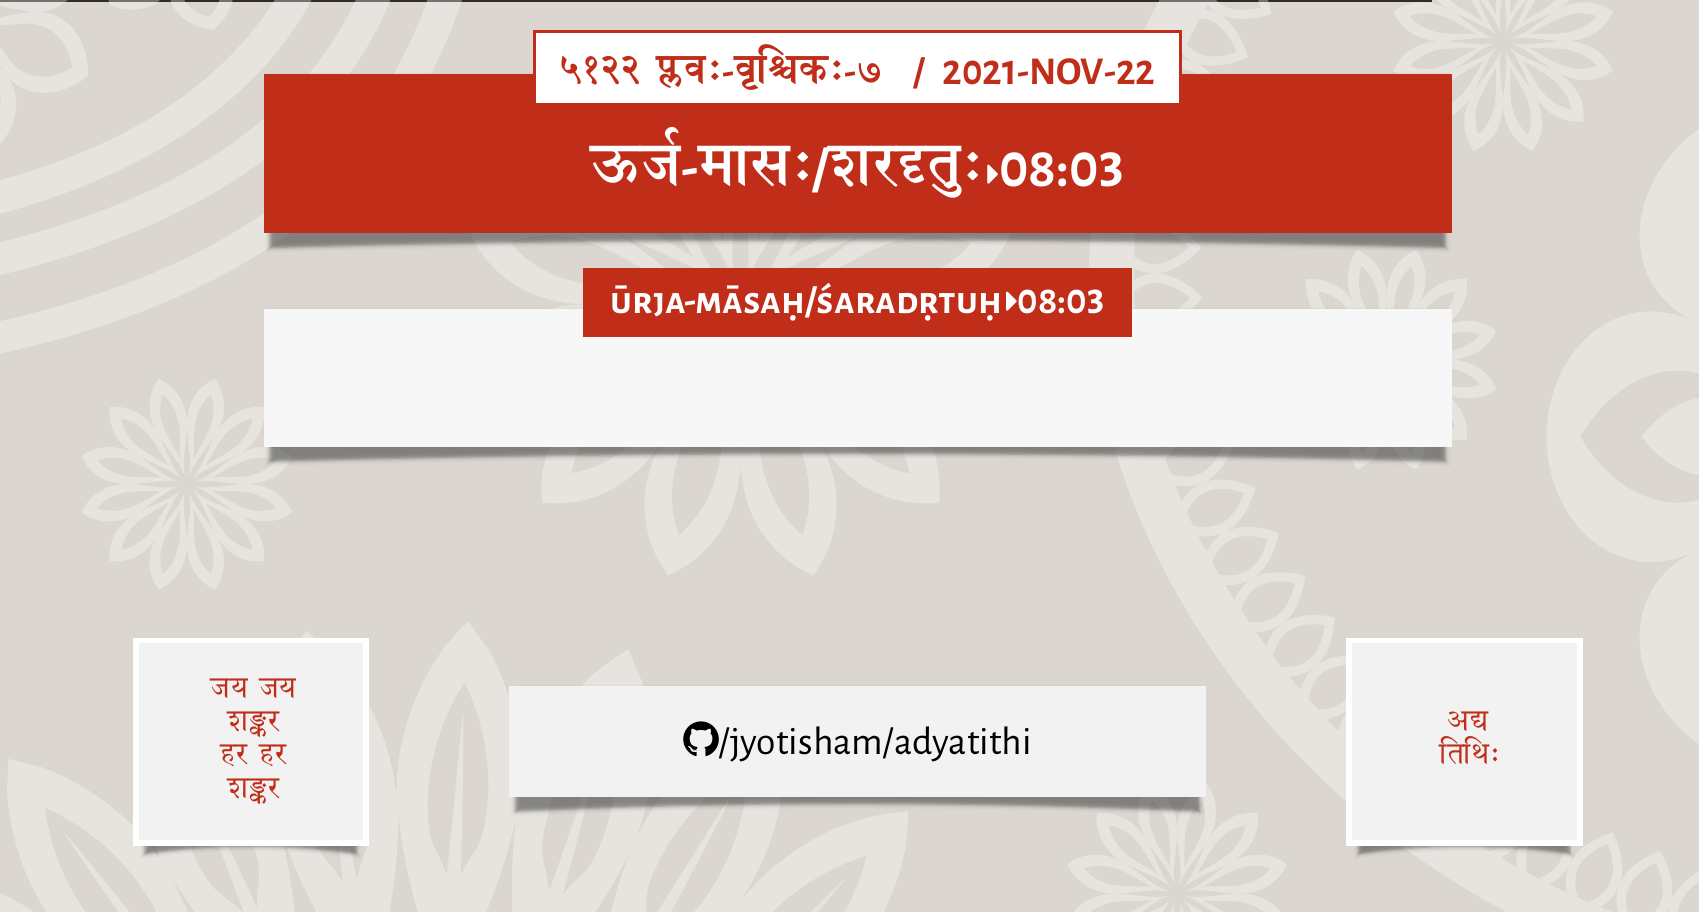 ५१२२ प्लवः-वृश्चिकः-७ / 2021-NOV-22
ऊर्ज-मासः/शरदृतुः▸08:03
ŪRJA-MĀSAḤ/ŚARADṚTUḤ▸08:03
जय जय
शङ्कर
हर हर
शङ्कर
/jyotisham/adyatithi
अद्य
तिथिः